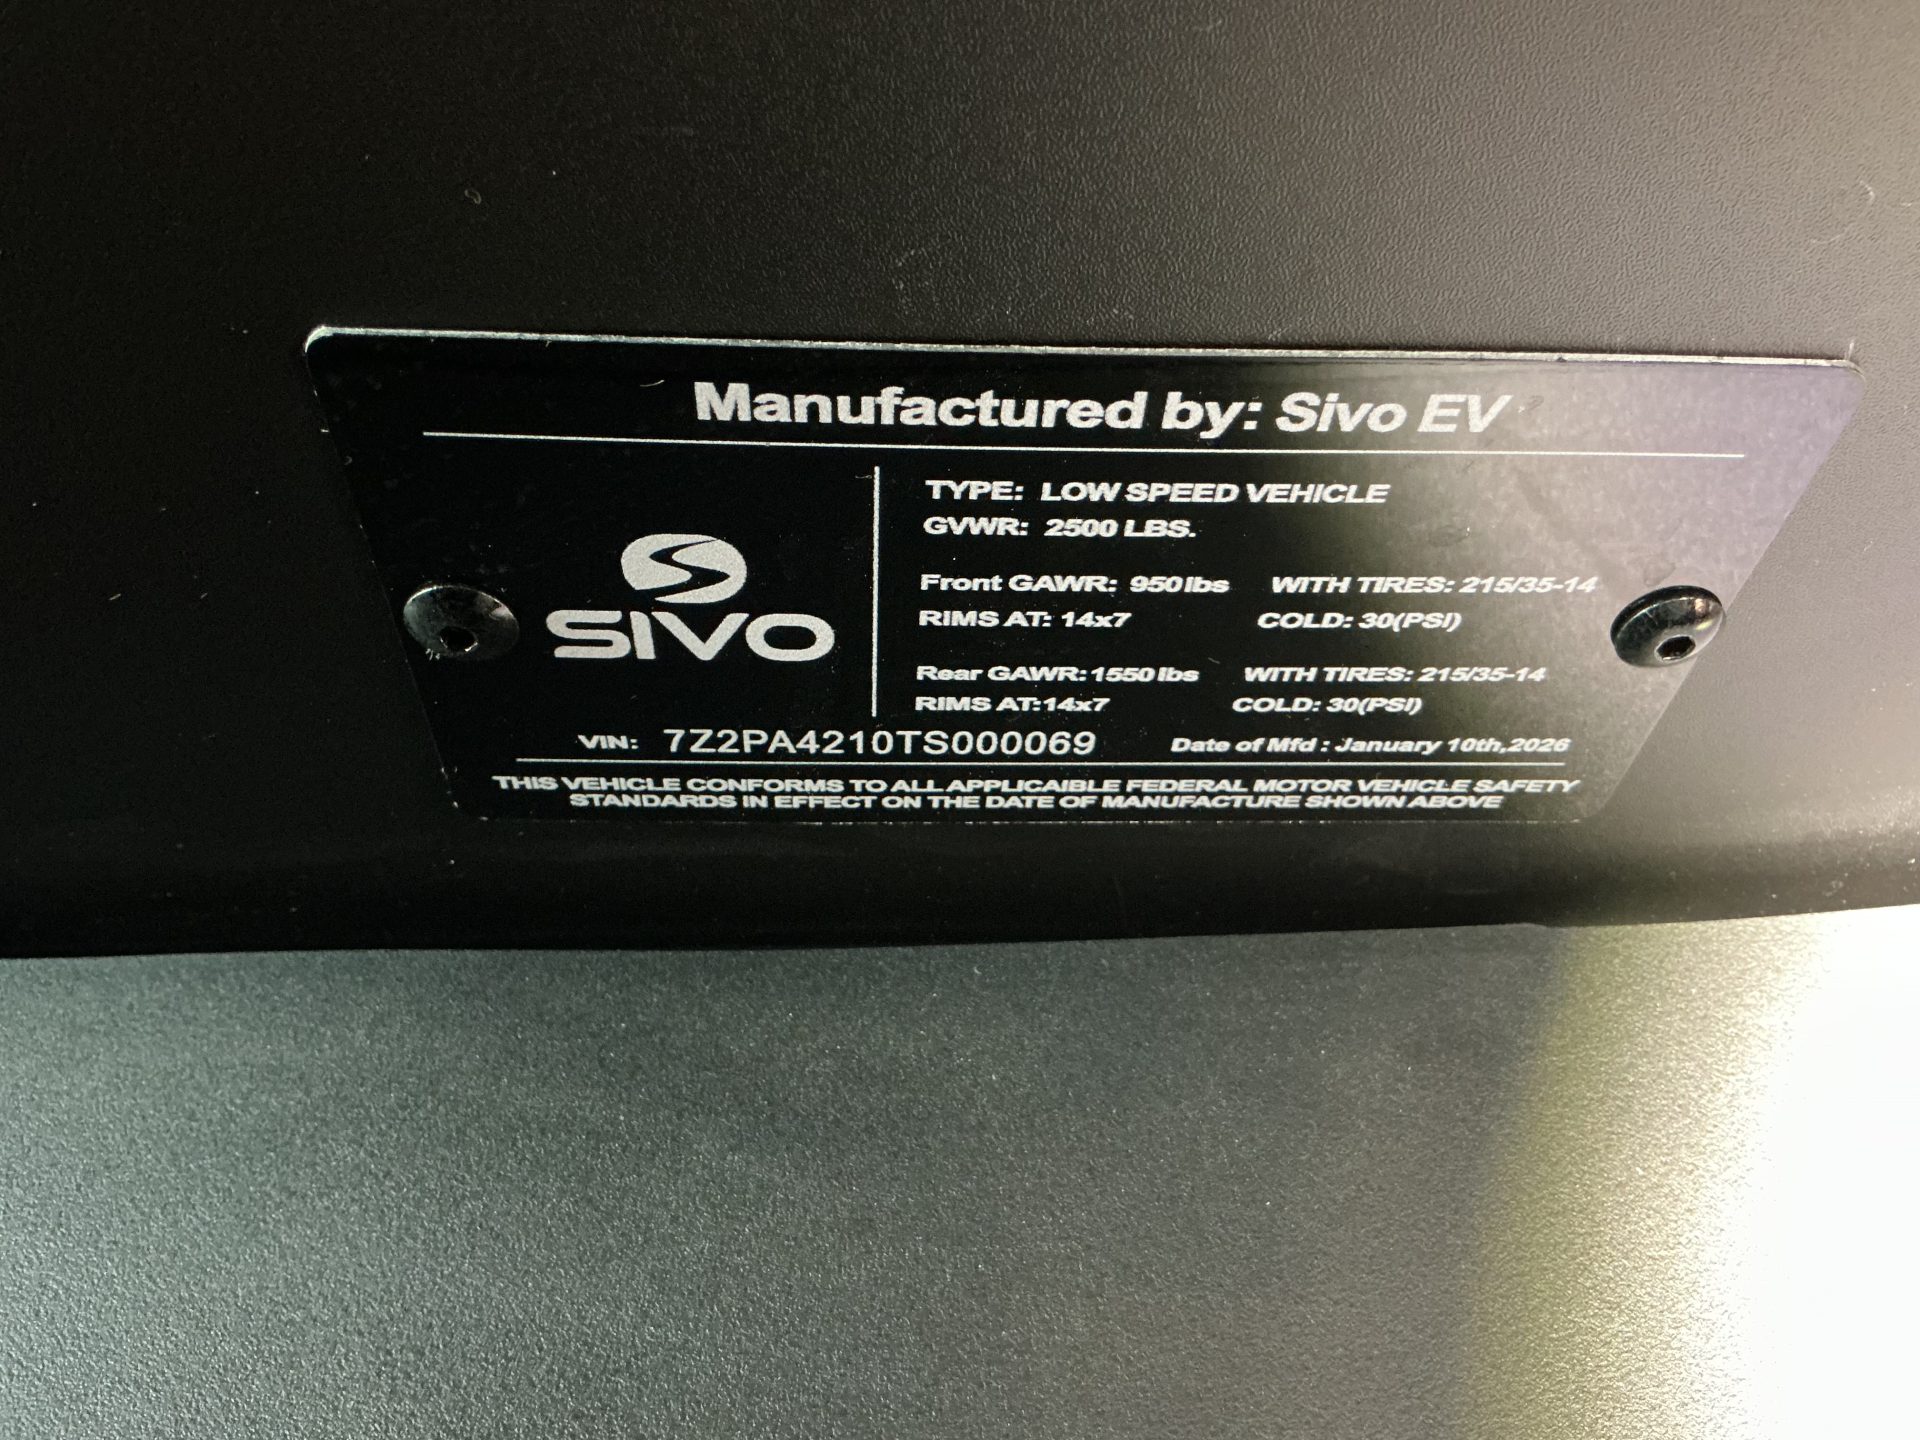 Manufactured by: Sivo EV
TYPE: LOW SPEED VEHICLE
GVWR: 2500 LBS.
Front GAWR: 950lbs WITH TIRES: 215/35-14
RIMS AT: 14x7 COLD: 30(PSI)
SIVO
Rear GAWR:1550lbs WITH TIRES: 215/35-14
RIMS AT:14x7 COLD: 30(PSI)
VIN: 7Z2PA4210TS000069 Date of Mfd : January 10th,2026
THIS VEHICLE CONFORMS TO ALL APPLICAIBLE FEDERAL MOTOR VEHICLE SAFETY
STANDARDS IN EFFECT ON THE DATE OF MANUFACTURE SHOWN ABOVE